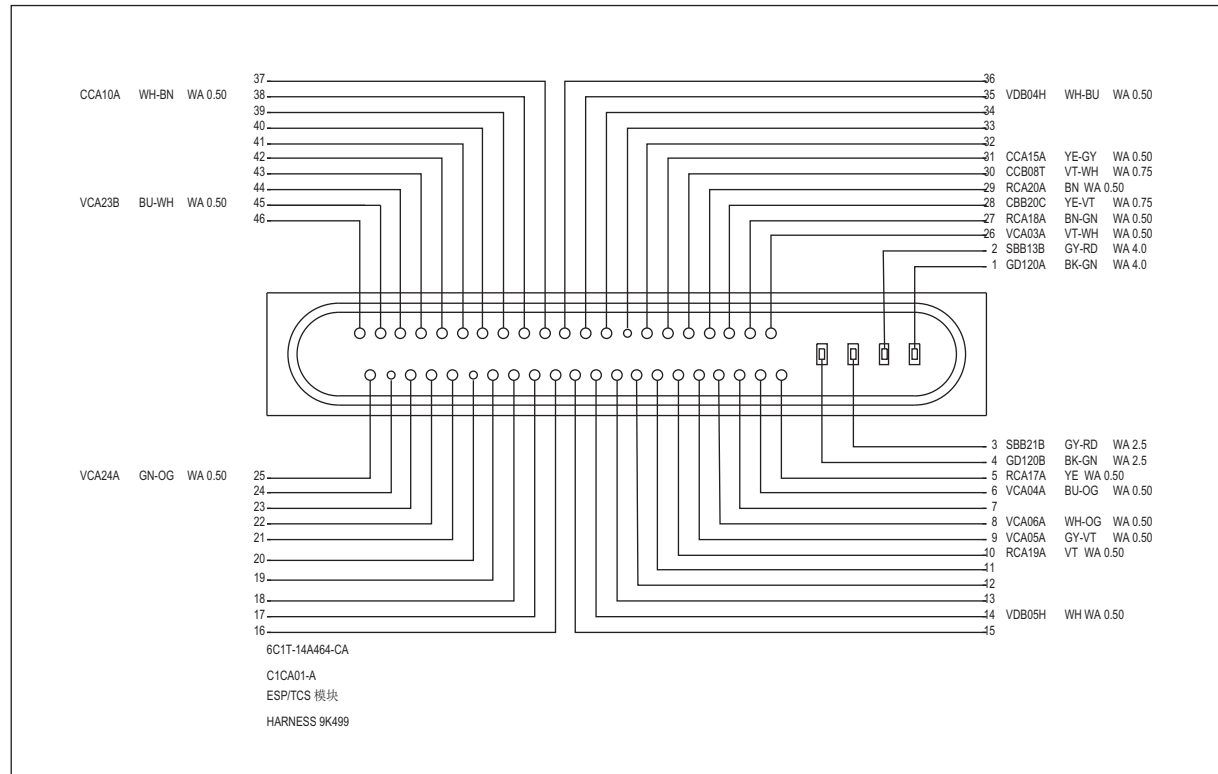 37
CCA10A WH-BN WA 0.50 38
39
40
41
42
43
44
VCA23B BU-WH WA 0.50 45
46
36
35 VDB04H WH-BU WA 0.50
34
33
32
31 CCA15A YE-GY WA 0.50
30 CCB08T VT-WH WA 0.75
29 RCA20A BN WA 0.50
28 CBB20C YE-VT WA 0.75
27 RCA18A BN-GN WA 0.50
26 VCA03A VT-WH WA 0.50
2 SBB13B GY-RD WA 4.0
1 GD120A BK-GN WA 4.0
VCA24A GN-OG WA 0.50 25
24
23
22
21
20
19
18
17
16
3 SBB21B GY-RD WA 2.5
4 GD120B BK-GN WA 2.5
5 RCA17A YE WA 0.50
6 VCA04A BU-OG WA 0.50
7
8 VCA06A WH-OG WA 0.50
9 VCA05A GY-VT WA 0.50
10 RCA19A VT WA 0.50
11
12
13
14 VDB05H WH WA 0.50
15
6C1T-14A464-CA
C1CA01-A
ESP/TCS 模块
HARNESS 9K499